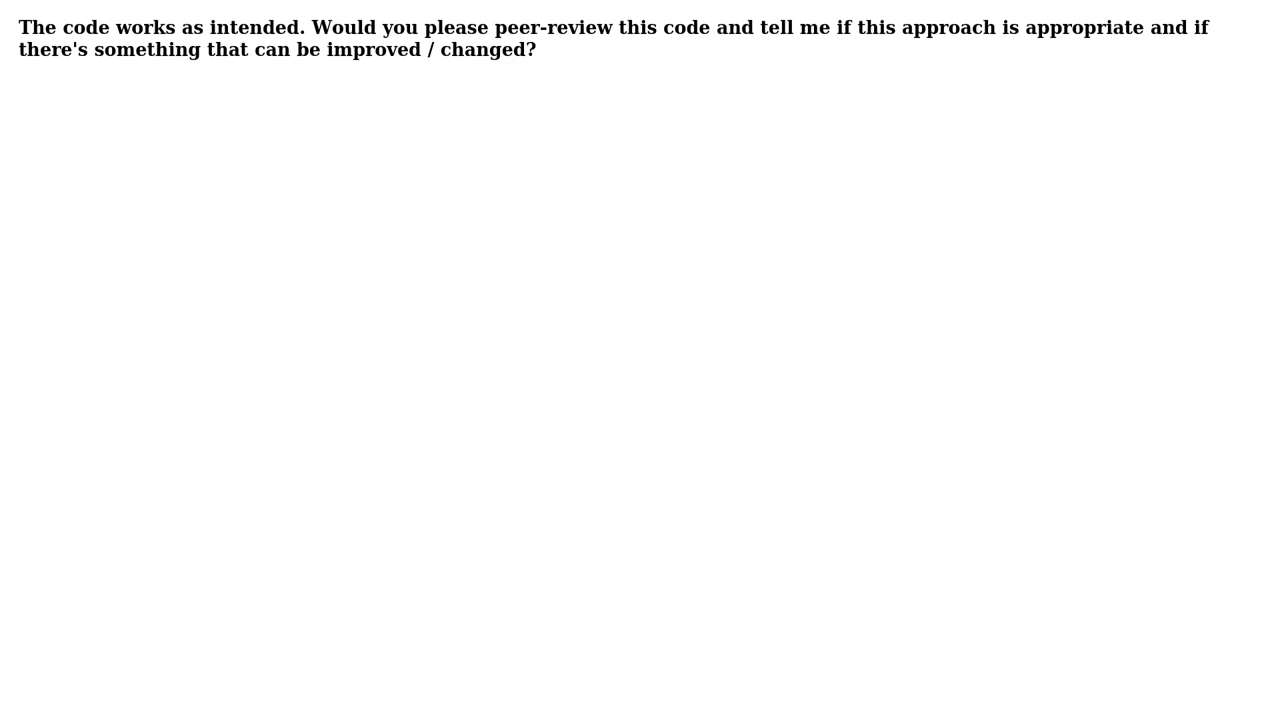 The code works as intended. Would you please peer-review this code and tell me if this approach is appropriate and if
there's something that can be improved / changed?